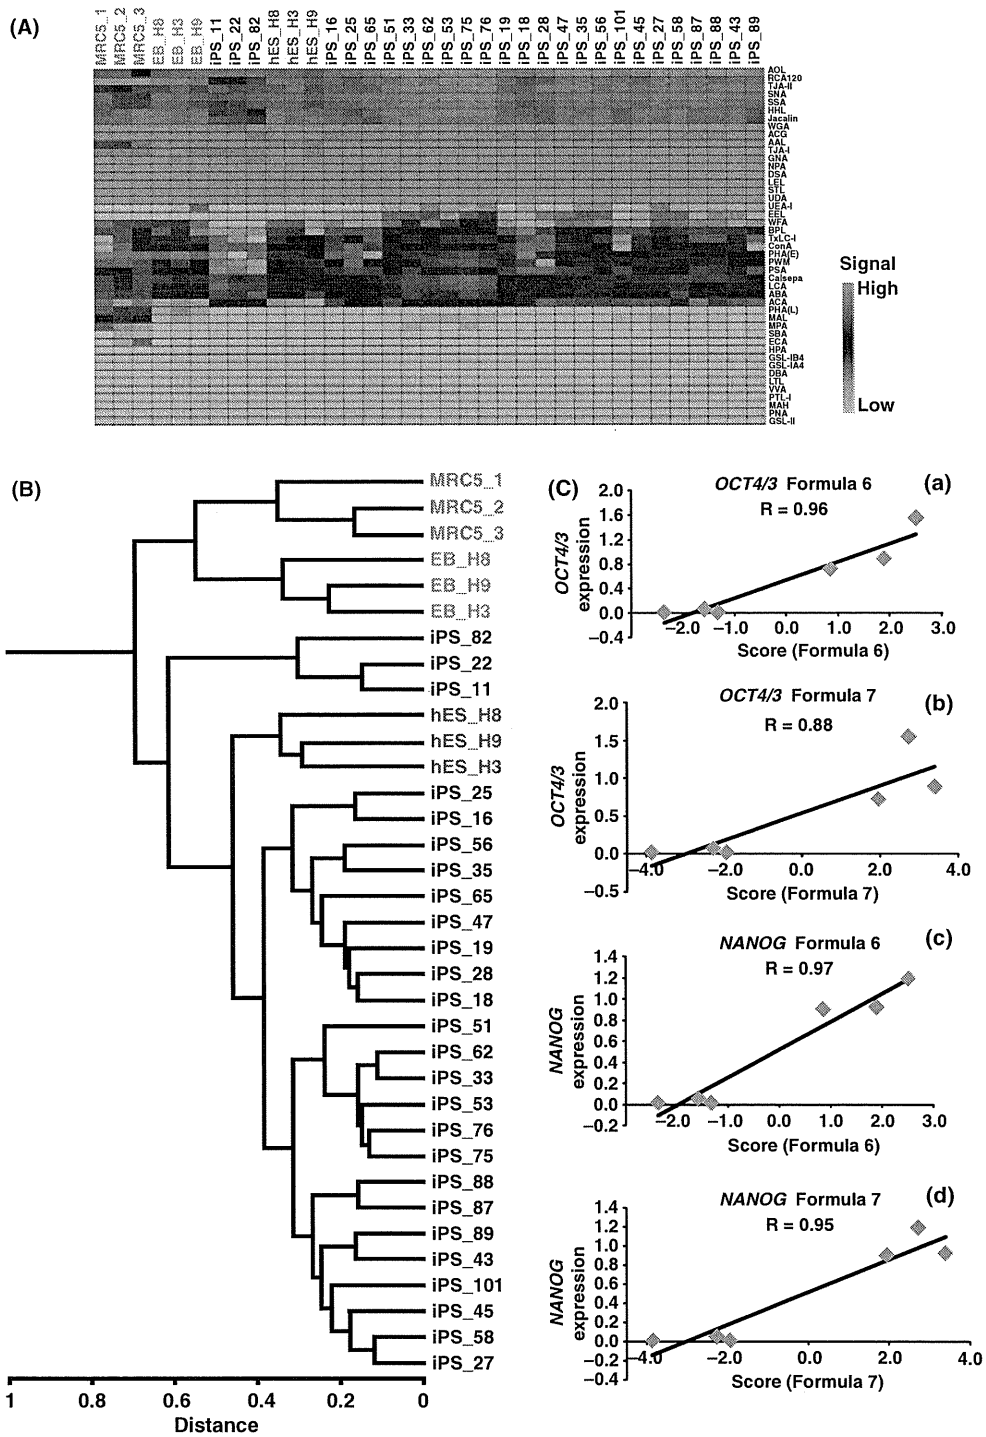 (A)
MRC5_1
MRC5_2
MRC5_3
EB_H8
EB_H3
EB_H9
iPS_11
iPS_22
iPS_82
hES_H8
hES_H3
hES_H9
iPS_16
iPS_25
iPS_65
iPS_51
iPS_33
iPS_62
iPS_53
iPS_75
iPS_76
iPS_19
iPS_18
iPS_28
iPS_47
iPS_35
iPS_56
iPS_101
iPS_45
iPS_27
iPS_58
iPS_87
iPS_88
iPS_43
iPS_89
AOL
RCA120
TJA-II
SNA
SSA
HHL
Jacalin
WGA
ACG
AAL
TJA-I
GNA
NPA
DSA
LEL
STL
UDA
UEA-I
EEL
WFA
BPL
TxLC-I
ConA
PHA(E)
PWM
PSA
Calsepa
LCA
ABA
ACA
PHA(L)
MAL
MPA
SBA
ECA
HPA
GSL-IB4
GSL-IA4
DBA
LTL
VVA
PTL-I
MAH
PNA
GSL-II
Signal
High
Low
(B)
MRC5_1
MRC5_2
MRC5_3
EB_H8
EB_H9
EB_H3
iPS_82
iPS_22
iPS_11
hES_H8
hES_H9
hES_H3
iPS_25
iPS_16
iPS_56
iPS_35
iPS_65
iPS_47
iPS_19
iPS_28
iPS_18
iPS_51
iPS_62
iPS_33
iPS_53
iPS_76
iPS_75
iPS_88
iPS_87
iPS_89
iPS_43
iPS_101
iPS_45
iPS_58
iPS_27
1 0.8 0.6 0.4 0.2 0
Distance
(C)
(a)
OCT4/3 Formula 6
R = 0.96
OCT4/3
expression
2.0
1.6
1.2
0.8
0.4
0.0
−0.4
−2.0 −1.0 0.0 1.0 2.0 3.0
Score (Formula 6)
(b)
OCT4/3 Formula 7
R = 0.88
OCT4/3
expression
2.0
1.5
1.0
0.5
0.0
−0.5
−4.0 −2.0 0.0 2.0 4.0
Score (Formula 7)
(c)
NANOG Formula 6
R = 0.97
NANOG
expression
1.4
1.2
1.0
0.8
0.6
0.4
0.2
0.0
−0.2
−2.0 −1.0 0.0 1.0 2.0 3.0
Score (Formula 6)
(d)
NANOG Formula 7
R = 0.95
NANOG
expression
1.4
1.2
1.0
0.8
0.6
0.4
0.2
0.0
−0.2
−0.4
−4.0 −2.0 0.0 2.0 4.0
Score (Formula 7)